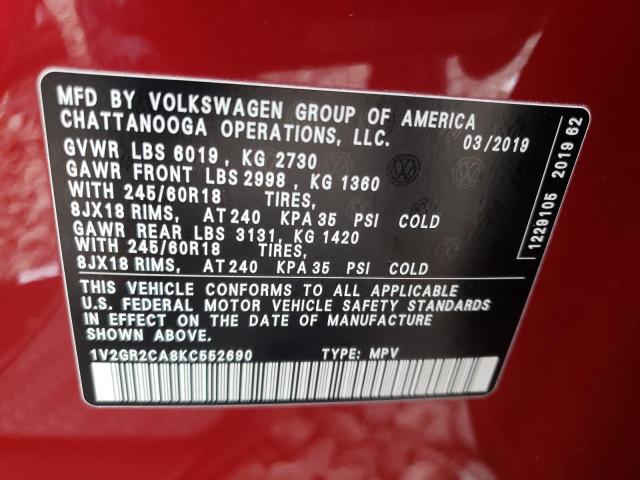 MFD BY VOLKSWAGEN GROUP OF AMERICA
CHATTANOOGA OPERATIONS, LLC. 03/2019
GVWR LBS 6019 , KG 2730
GAWR FRONT LBS 2998 , KG 1360
WITH 245/60R18 TIRES,
8JX18 RIMS, AT 240 KPA 35 PSI COLD
GAWR REAR LBS 3131, KG 1420
WITH 245/60R18 TIRES,
8JX18 RIMS, AT 240 KPA 35 PSI COLD
THIS VEHICLE CONFORMS TO ALL APPLICABLE
U.S. FEDERAL MOTOR VEHICLE SAFETY STANDARDS
IN EFFECT ON THE DATE OF MANUFACTURE
SHOWN ABOVE.
1V2GR2CA8KC552690 TYPE: MPV
1229105 2019 62